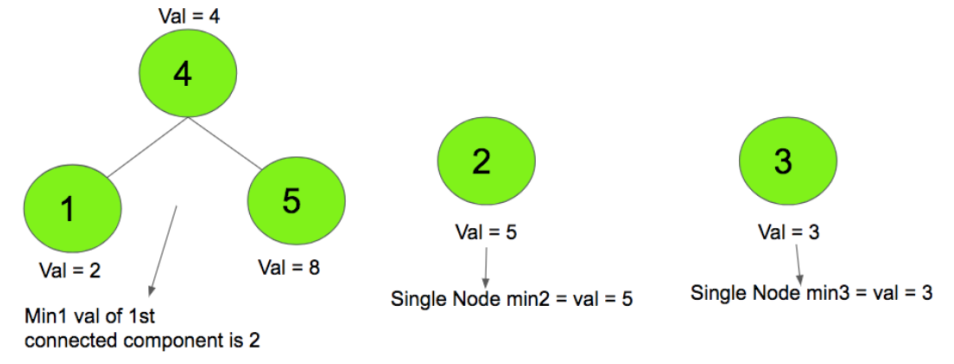 Val = 4
4
1
5
2
3
Val = 2
Val = 8
Val = 5
Val = 3
Min1 val of 1st
connected component is 2
Single Node min2 = val = 5
Single Node min3 = val = 3